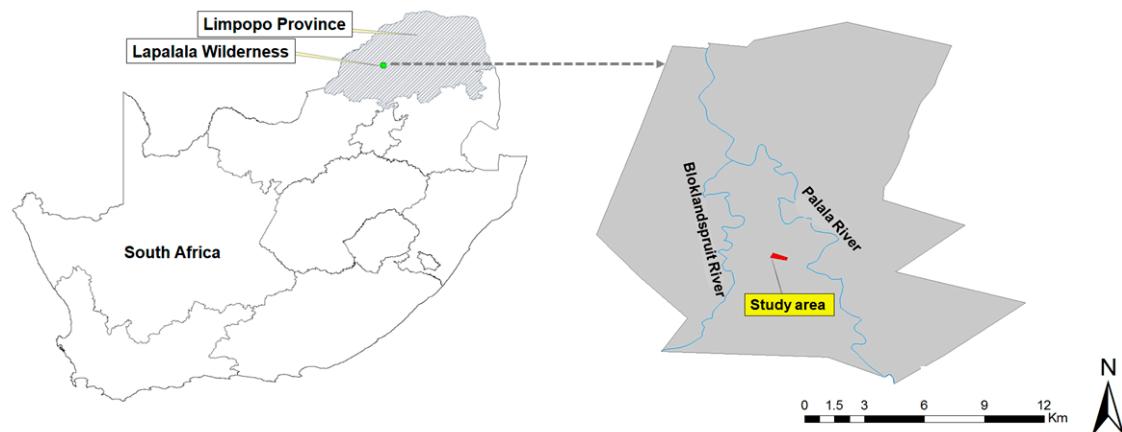 Limpopo Province
Lapalala Wilderness
South Africa
Bloklandspruit River
Palala River
Study area
N
0 1.5 3 6 9 12
Km